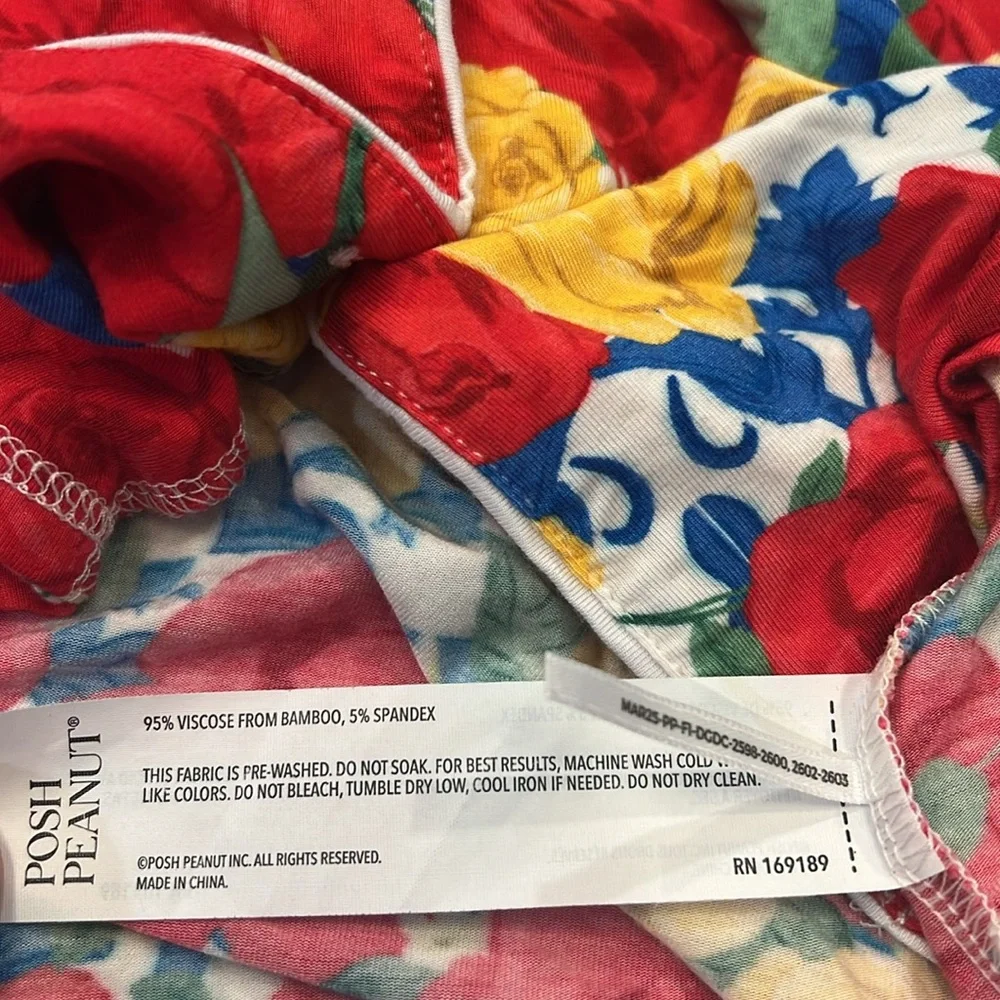 POSH
PEANUT®
95% VISCOSE FROM BAMBOO, 5% SPANDEX
THIS FABRIC IS PRE-WASHED. DO NOT SOAK. FOR BEST RESULTS, MACHINE WASH COLD
LIKE COLORS. DO NOT BLEACH, TUMBLE DRY LOW, COOL IRON IF NEEDED. DO NOT DRY CLEAN.
©POSH PEANUT INC. ALL RIGHTS RESERVED.
MADE IN CHINA.
RN 169189
MAR25-PP-FI-DGDC-2598-2600, 2602-2603